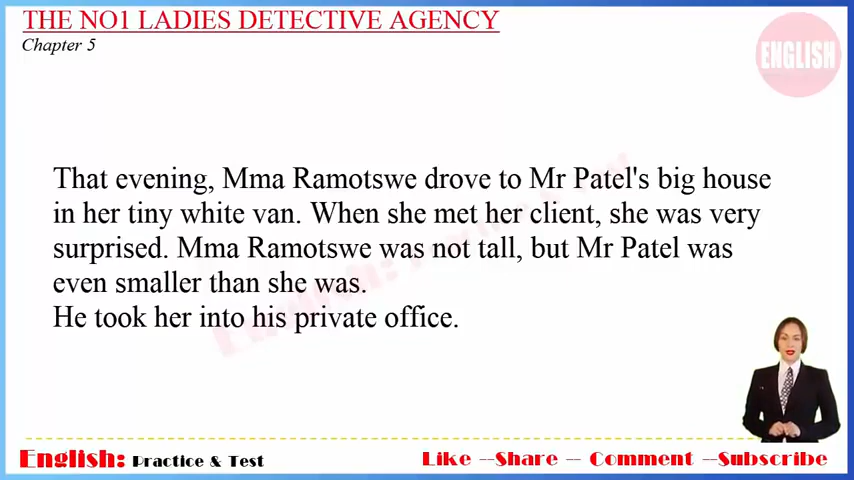 THE NO1 LADIES DETECTIVE AGENCY
Chapter 5
ENGLISH
That evening, Mma Ramotswe drove to Mr Patel's big house
in her tiny white van. When she met her client, she was very
surprised. Mma Ramotswe was not tall, but Mr Patel was
even smaller than she was.
He took her into his private office.
English: Practice & Test
Like --Share -- Comment --Subscribe